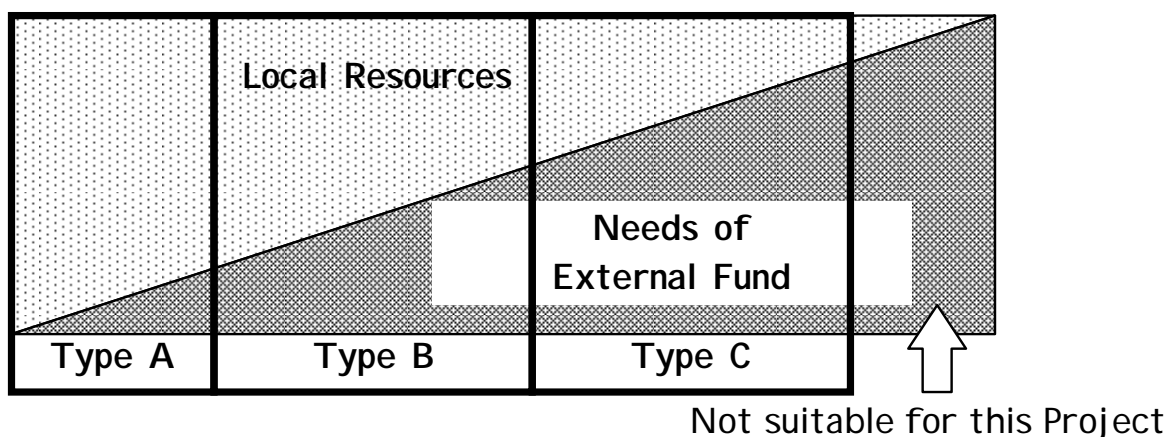 Local Resources
Needs of
External Fund
Type A
Type B
Type C
Not suitable for this Project